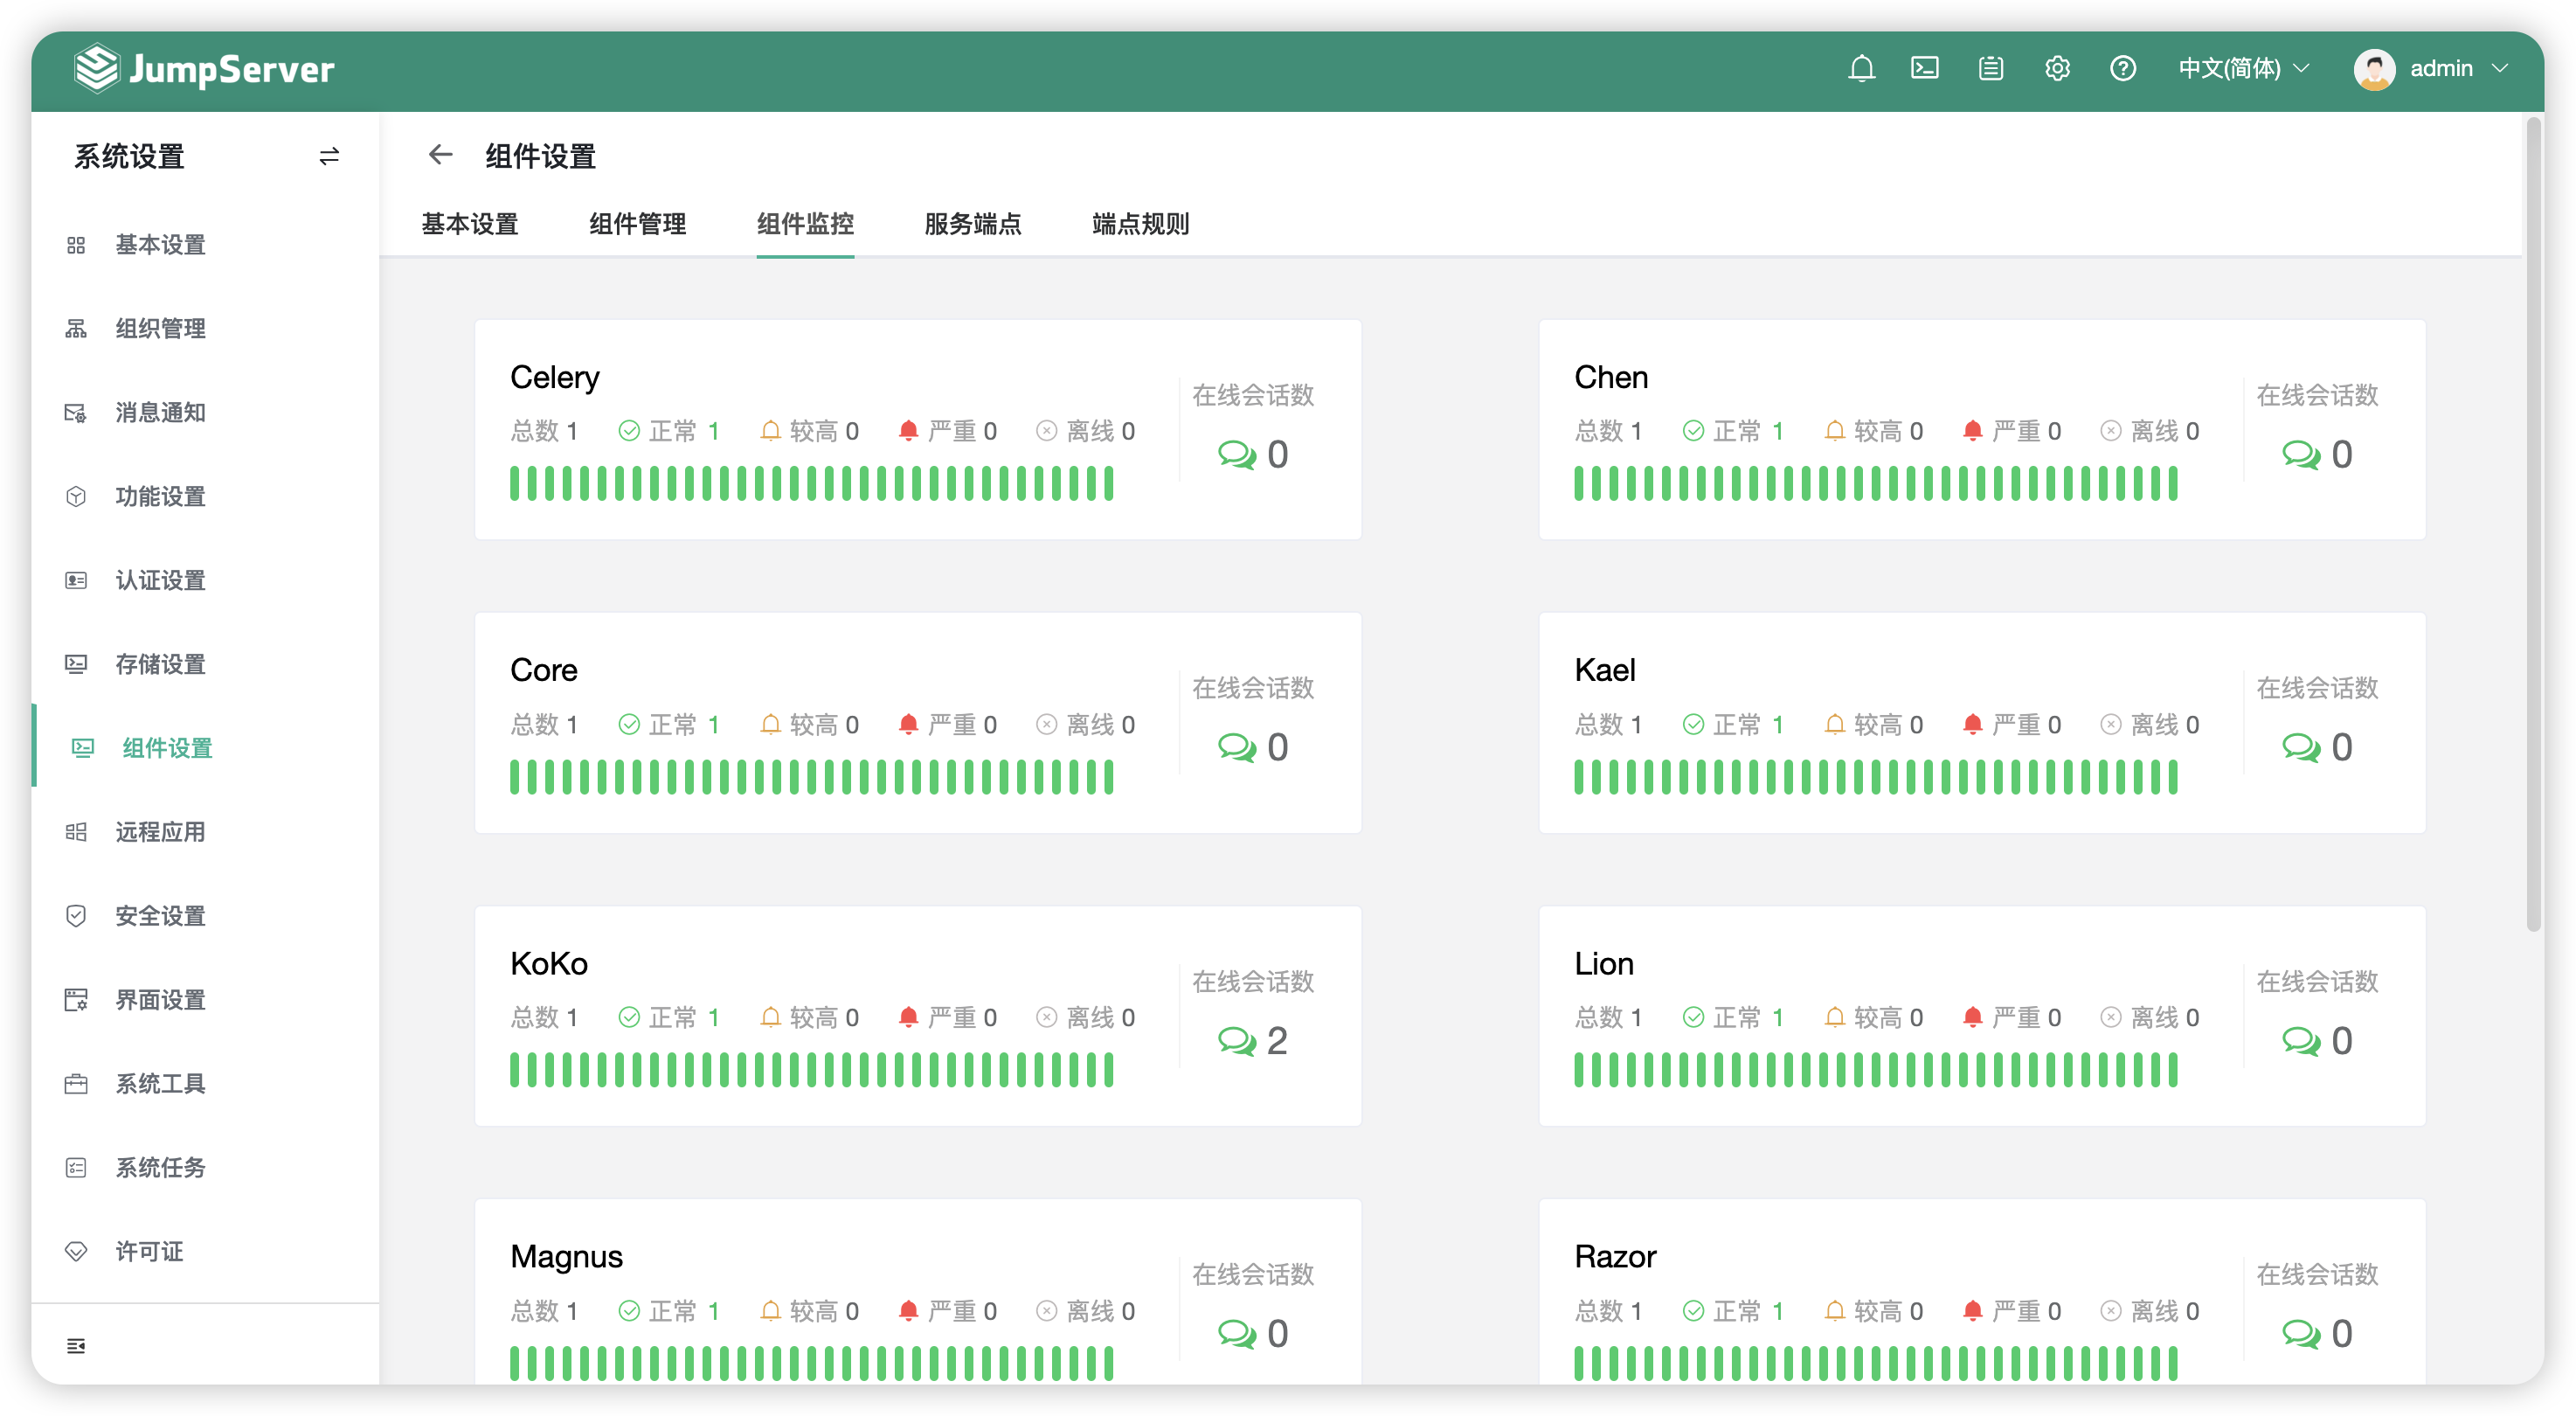 JumpServer
中文(简体)
admin
系统设置
基本设置
组织管理
消息通知
功能设置
认证设置
存储设置
组件设置
远程应用
安全设置
界面设置
系统工具
系统任务
许可证
组件设置
基本设置 组件管理 组件监控 服务端点 端点规则
Celery
总数 1 正常 1 较高 0 严重 0 离线 0
在线会话数
0
Chen
总数 1 正常 1 较高 0 严重 0 离线 0
在线会话数
0
Core
总数 1 正常 1 较高 0 严重 0 离线 0
在线会话数
0
Kael
总数 1 正常 1 较高 0 严重 0 离线 0
在线会话数
0
KoKo
总数 1 正常 1 较高 0 严重 0 离线 0
在线会话数
2
Lion
总数 1 正常 1 较高 0 严重 0 离线 0
在线会话数
0
Magnus
总数 1 正常 1 较高 0 严重 0 离线 0
在线会话数
0
Razor
总数 1 正常 1 较高 0 严重 0 离线 0
在线会话数
0